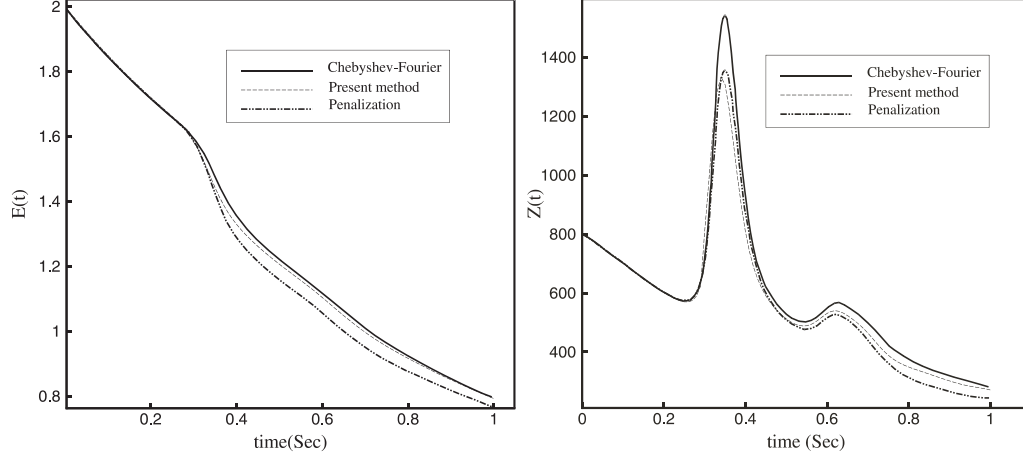 2
1.8
1.6
1.4
1.2
1
0.8
E(t)
Chebyshev-Fourier
Present method
Penalization
0.2
0.4
0.6
0.8
1
time(Sec)
1400
1200
1000
800
600
400
Z(t)
Chebyshev-Fourier
Present method
Penalization
0
0.2
0.4
0.6
0.8
1
time (Sec)